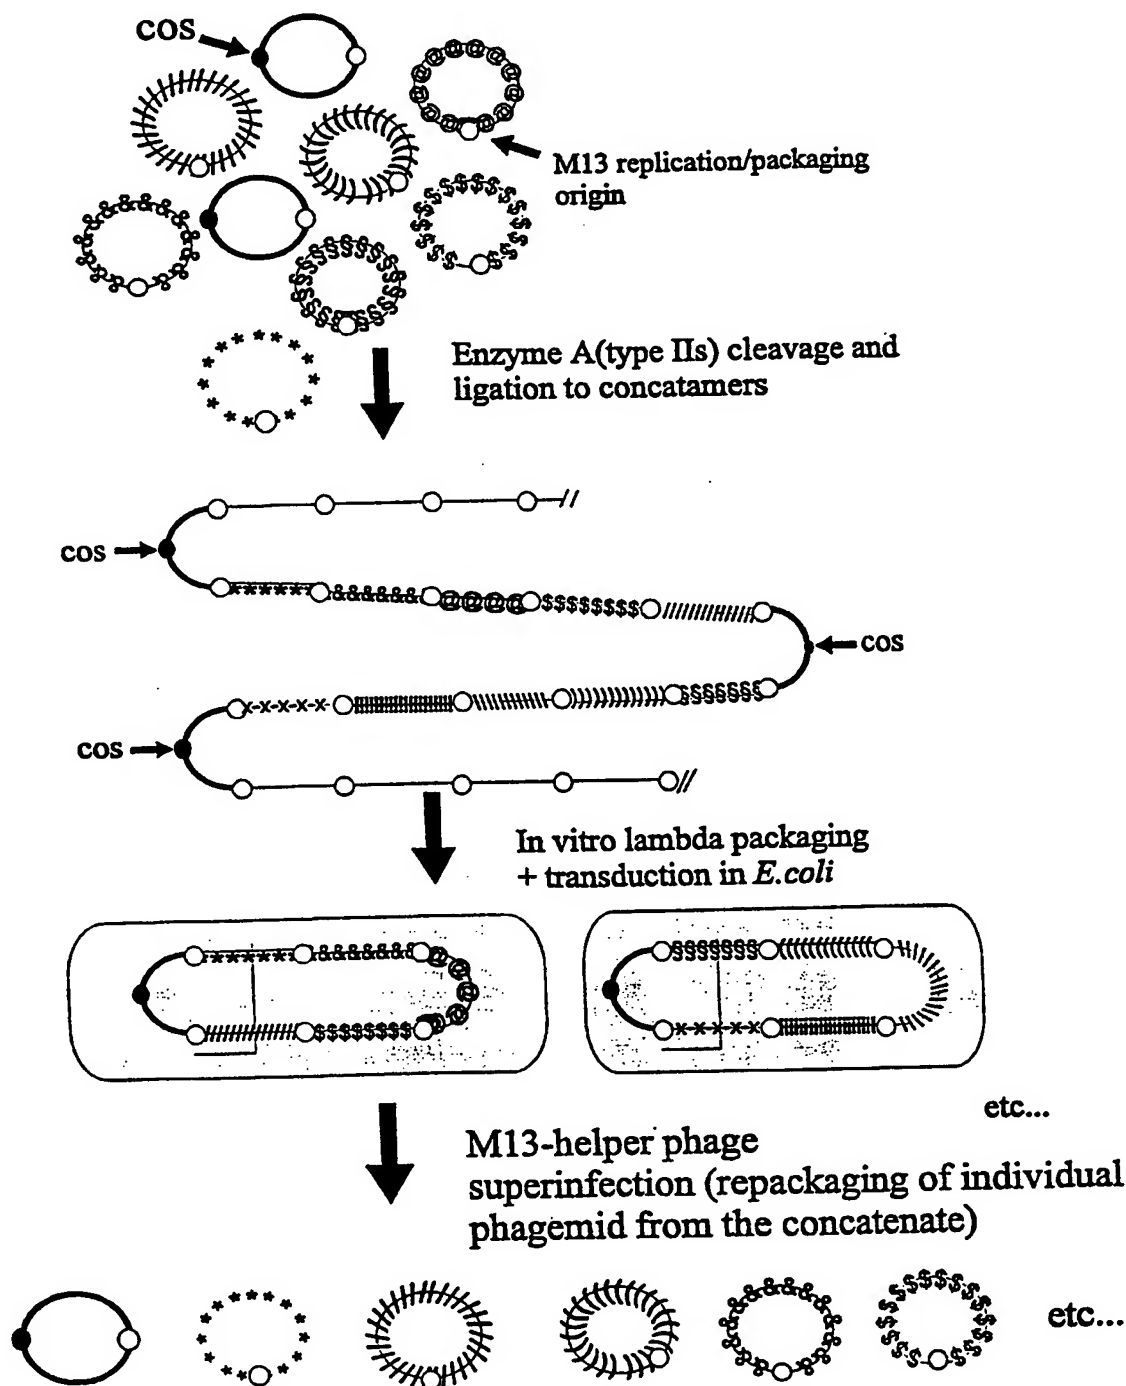 COS
M13 replication/packaging
origin
Enzyme A(type IIs) cleavage and
ligation to concatamers
COS
COS
COS
In vitro lambda packaging
+ transduction in E.coli
etc...
M13-helper phage
superinfection (repackaging of individual
phagemid from the concatenate)
etc...